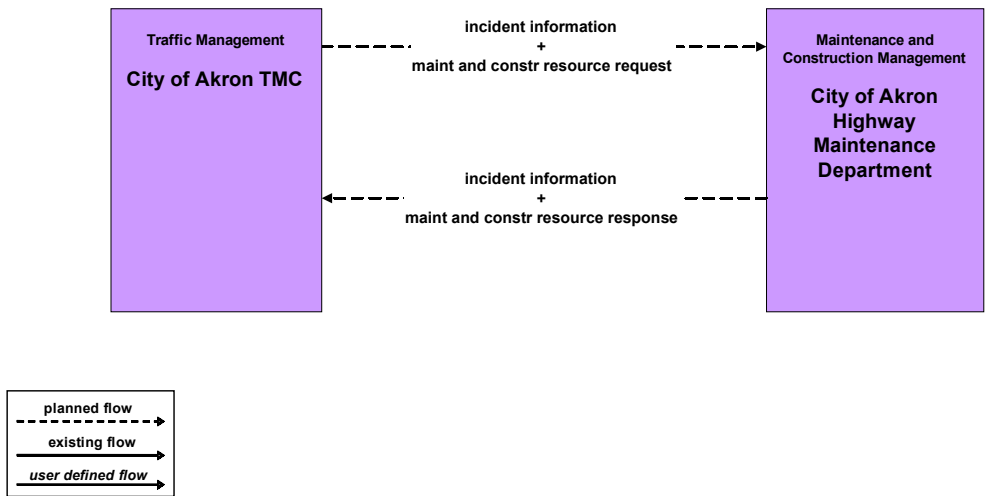 Traffic Management
City of Akron TMC
incident information
+
maint and constr resource request
Maintenance and
Construction Management
City of Akron
Highway
Maintenance
Department
incident information
+
maint and constr resource response
planned flow
existing flow
user defined flow